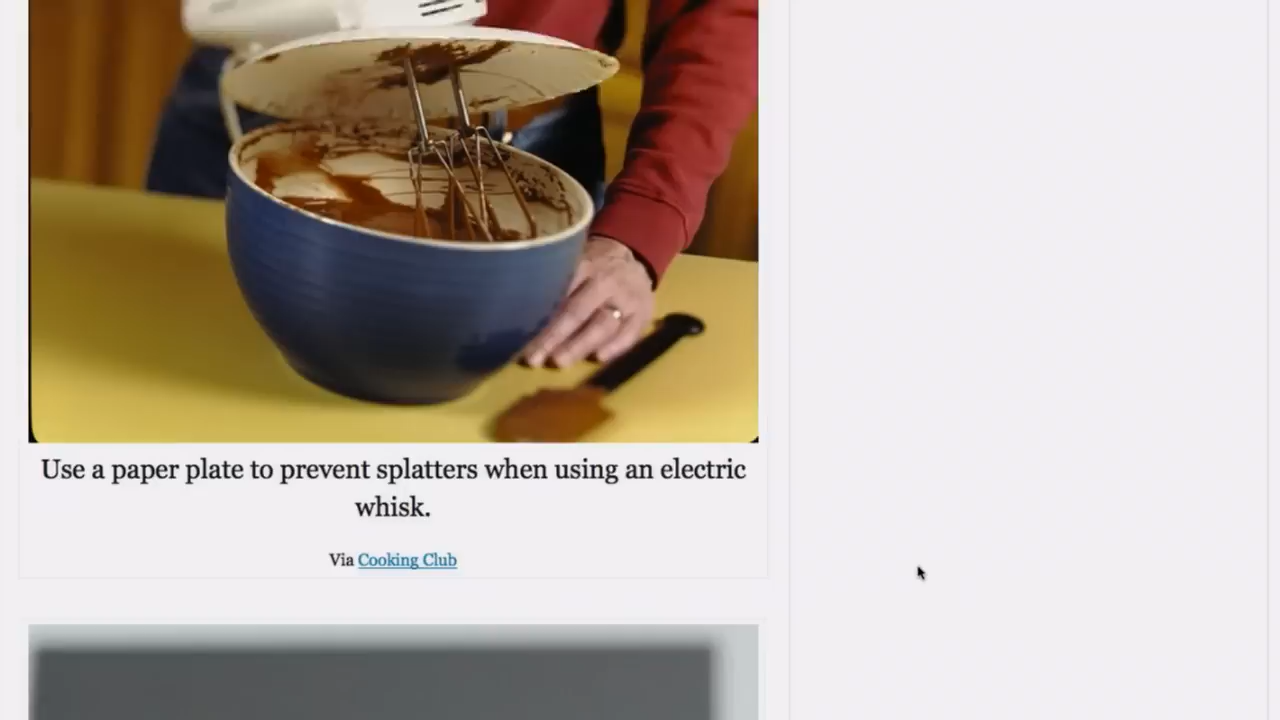 Use a paper plate to prevent splatters when using an electric
whisk.
Via Cooking Club